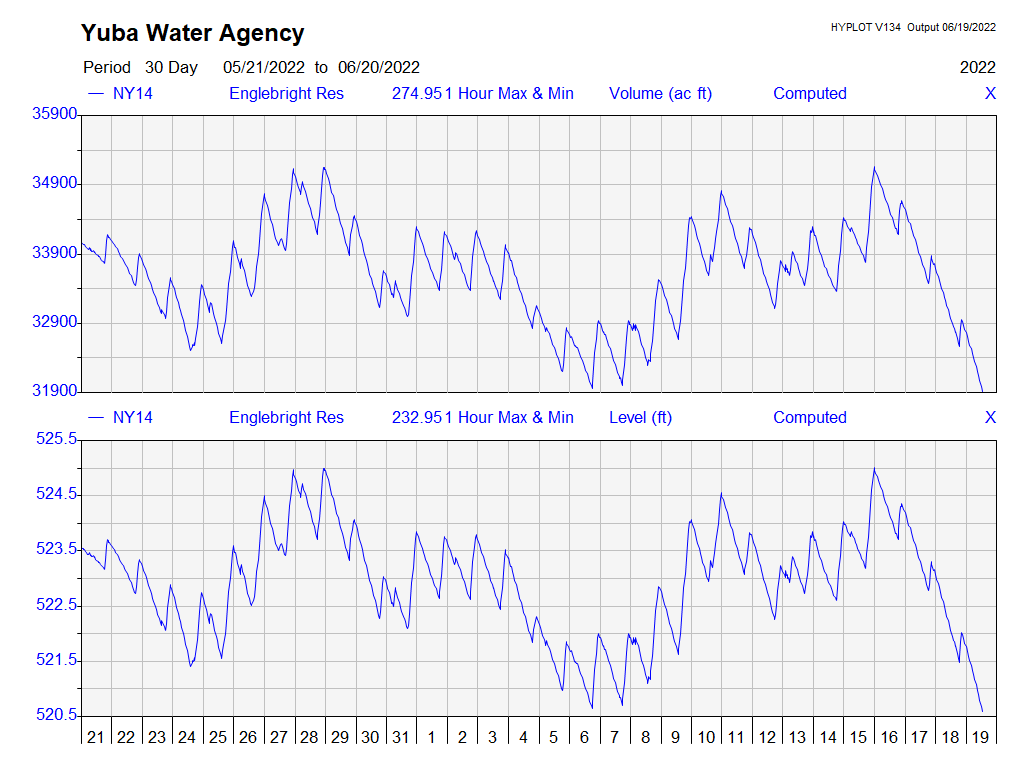 Yuba Water Agency
HYPLOT V134 Output 06/19/2022
Period 30 Day 05/21/2022 to 06/20/2022 2022
NY14 Englebright Res 274.951 Hour Max & Min Volume (ac ft) Computed X
35900
34900
33900
32900
31900
NY14 Englebright Res 232.951 Hour Max & Min Level (ft) Computed X
525.5
524.5
523.5
522.5
521.5
520.5
21 22 23 24 25 26 27 28 29 30 31 1 2 3 4 5 6 7 8 9 10 11 12 13 14 15 16 17 18 19